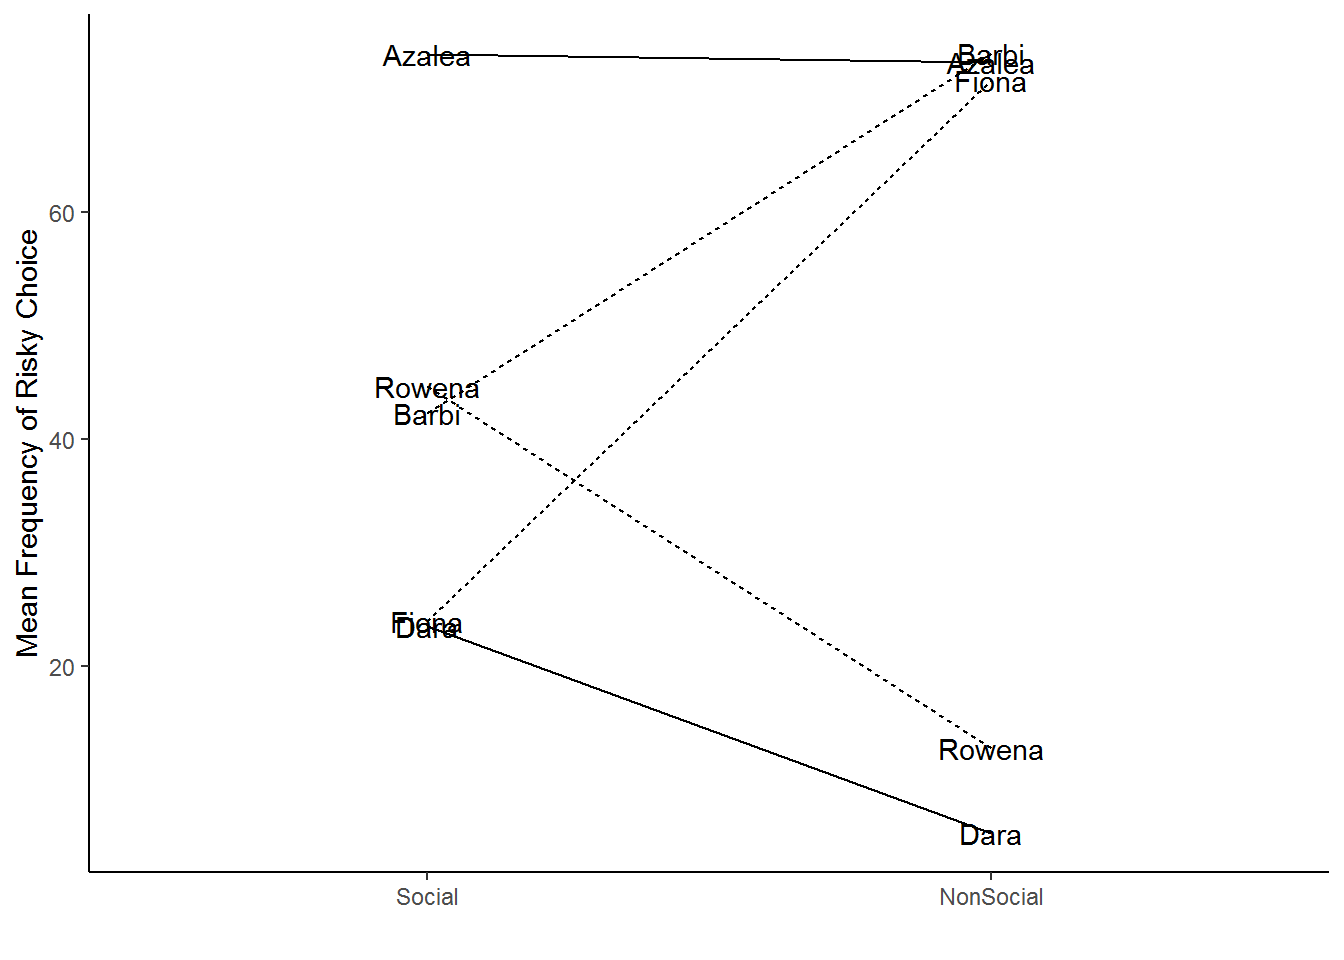 Mean Frequency of Risky Choice
60
40
20
Azalea
Barbi
Azalea
Fiona
Rowena
Barbi
Fiona
Dara
Rowena
Dara
Social
NonSocial